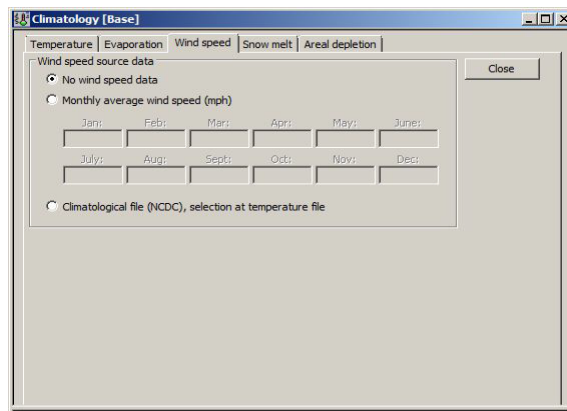 Climatology [Base]
Temperature Evaporation Wind speed Snow melt Areal depletion
Wind speed source data
Close
No wind speed data
Monthly average wind speed (mph)
Jan: Feb: Mar: Apr: May: June:
July: Aug: Sept: Oct: Nov: Dec:
Climatological file (NCDC), selection at temperature file